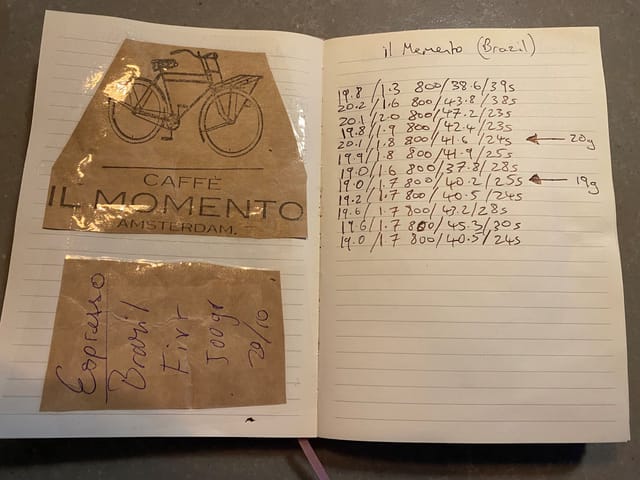 CAFFÈ
IL MOMENTO
AMSTERDAM.
Espresso
Brazil
First
500gr
20/10
il Memento (Brazil)
19.8 / 1.3 800/38.6/39s
20.2 / 1.6 800/43.8/38s
20.1 / 2.0 800/47.2/23s
19.8 / 1.9 800/42.4/23s
20.1 / 1.8 800/41.6/24s ← 20g
19.9 / 1.8 800/41.9/25s
19.0 / 1.6 800/37.8/28s
19.0 / 1.7 800/40.2/25s ← 19g
19.2 / 1.7 800/40.5/24s
19.6 / 1.7 800/43.2/28s
19.6 / 1.7 800/45.3/30s
19.0 / 1.7 800/40.5/24s